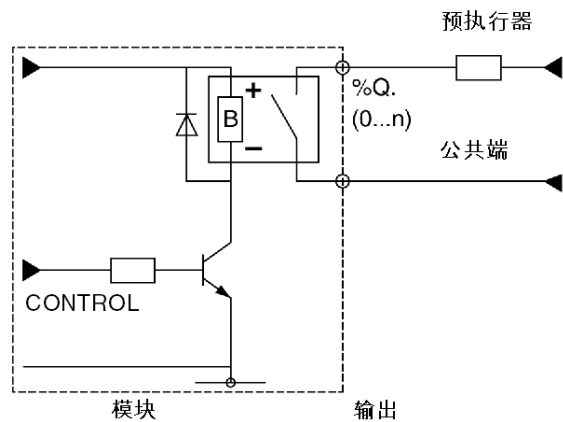 预执行器
%Q.
(0...n)
+
B
−
公共端
CONTROL
模块
输出